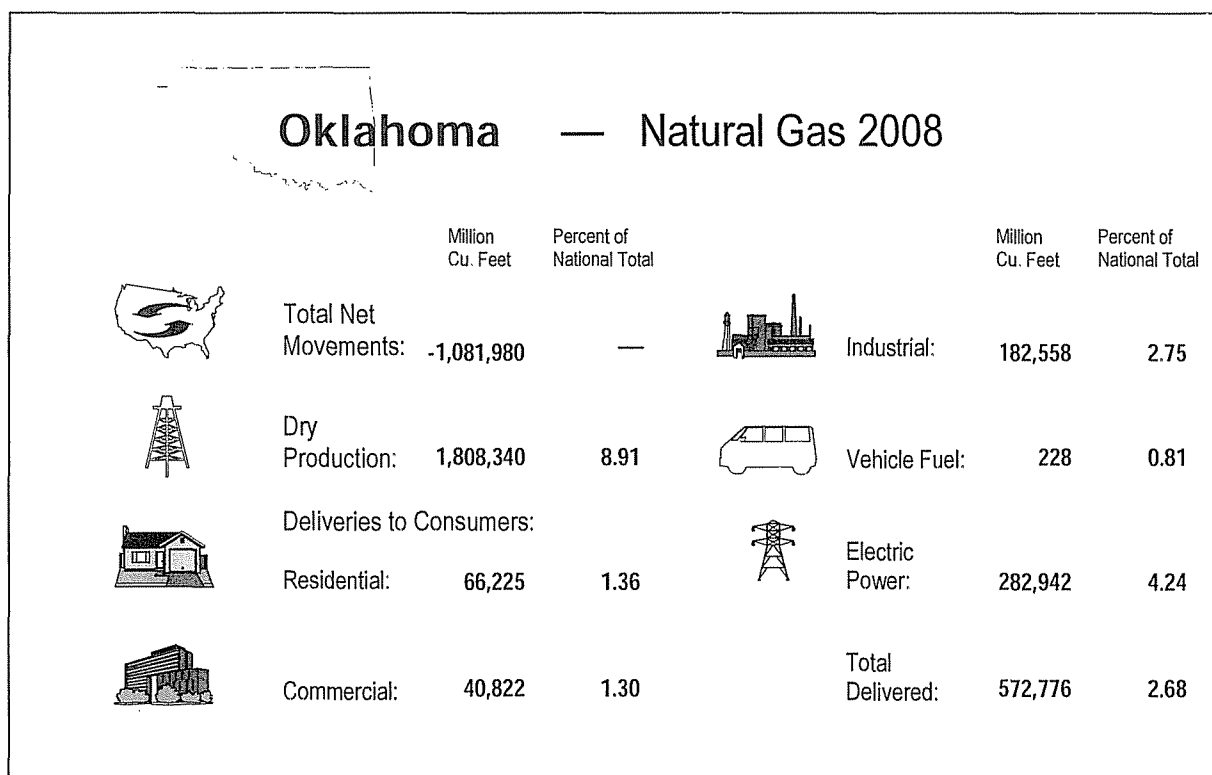 Oklahoma — Natural Gas 2008
Million Percent of
Cu. Feet National Total
Total Net
Movements: -1,081,980 —
Dry
Production: 1,808,340 8.91
Deliveries to Consumers:
Residential: 66,225 1.36
Commercial: 40,822 1.30
Million Percent of
Cu. Feet National Total
Industrial: 182,558 2.75
Vehicle Fuel: 228 0.81
Electric
Power: 282,942 4.24
Total
Delivered: 572,776 2.68